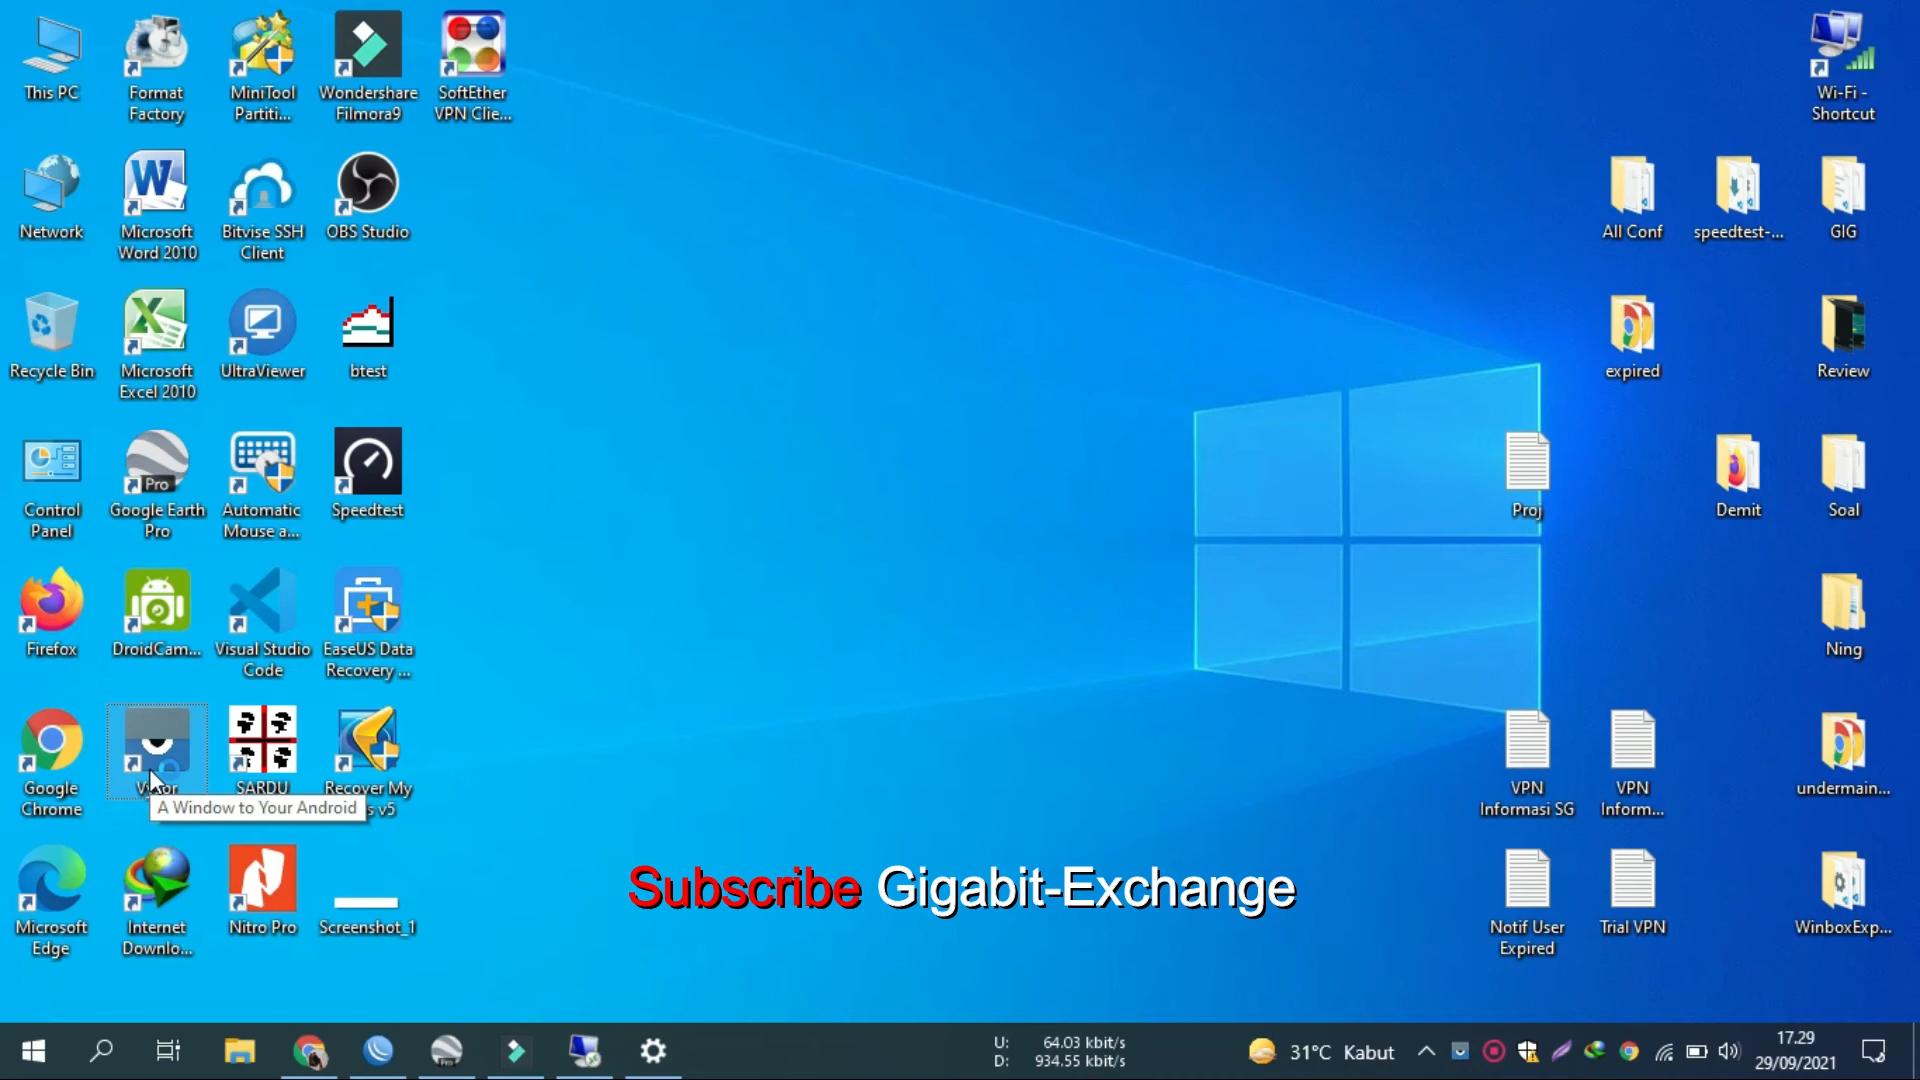 This PC
Format
Factory
MiniTool
Partiti...
Wondershare
Filmora9
SoftEther
VPN Clie...
Wi-Fi -
Shortcut
Network
Microsoft
Word 2010
Bitvise SSH
Client
OBS Studio
All Conf
speedtest-...
GIG
Recycle Bin
Microsoft
Excel 2010
UltraViewer
btest
expired
Review
Control
Panel
Pro
Google Earth
Pro
Automatic
Mouse a...
Speedtest
Proj
Demit
Soal
Firefox
DroidCam...
Visual Studio
Code
EaseUS Data
Recovery ...
Ning
Google
Chrome
Vysor
SARDU
Recover My
s v5
A Window to Your Android
VPN
Informasi SG
VPN
Inform...
undermain...
Subscribe Gigabit-Exchange
Microsoft
Edge
Internet
Downlo...
Nitro Pro
Screenshot_1
Notif User
Expired
Trial VPN
WinboxExp...
U: 64.03 kbit/s
D: 934.55 kbit/s
31°C Kabut
17.29
29/09/2021